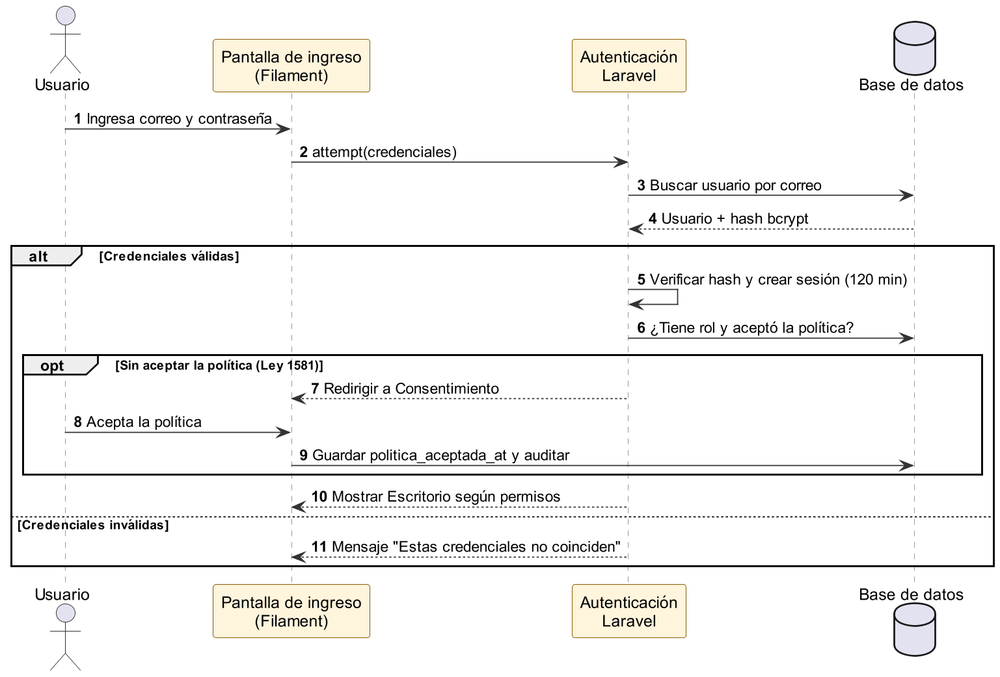 Usuario
Pantalla de ingreso
(Filament)
Autenticación
Laravel
Base de datos
1 Ingresa correo y contraseña
2 attempt(credenciales)
3 Buscar usuario por correo
4 Usuario + hash bcrypt
alt [Credenciales válidas]
5 Verificar hash y crear sesión (120 min)
6 ¿Tiene rol y aceptó la política?
opt [Sin aceptar la política (Ley 1581)]
7 Redirigir a Consentimiento
8 Acepta la política
9 Guardar politica_aceptada_at y auditar
10 Mostrar Escritorio según permisos
[Credenciales inválidas]
11 Mensaje "Estas credenciales no coinciden"
Usuario
Pantalla de ingreso
(Filament)
Autenticación
Laravel
Base de datos